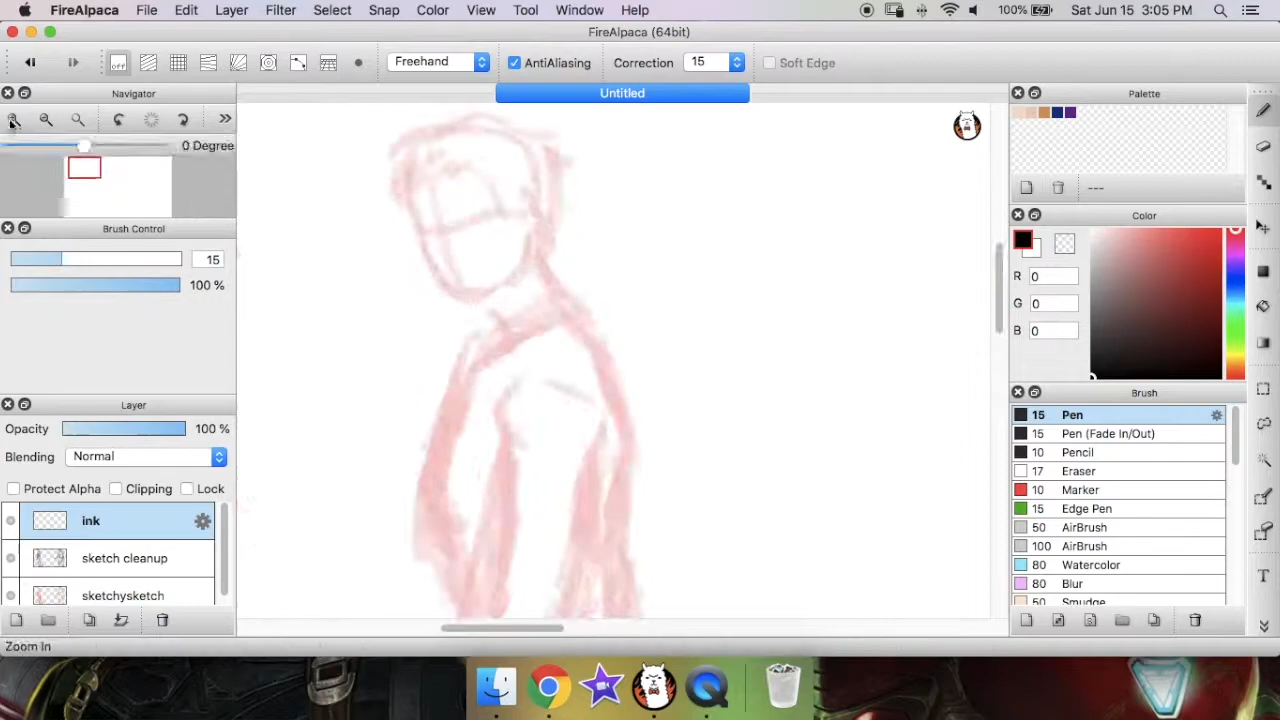 FireAlpaca File Edit Layer Filter Select Snap Color View Tool Window Help 100% Sat Jun 15 3:05 PM
FireAlpaca (64bit)
off Freehand AntiAliasing Correction 15 Soft Edge
Navigator
Untitled
Palette
0 Degree
---
Brush Control
15
100 %
Color
R 0
G 0
B 0
Layer
Opacity 100 %
Blending Normal
Protect Alpha Clipping Lock
ink
sketch cleanup
sketchysketch
Brush
15 Pen
15 Pen (Fade In/Out)
10 Pencil
17 Eraser
10 Marker
15 Edge Pen
50 AirBrush
100 AirBrush
80 Watercolor
80 Blur
50 Smudge
T
Zoom In